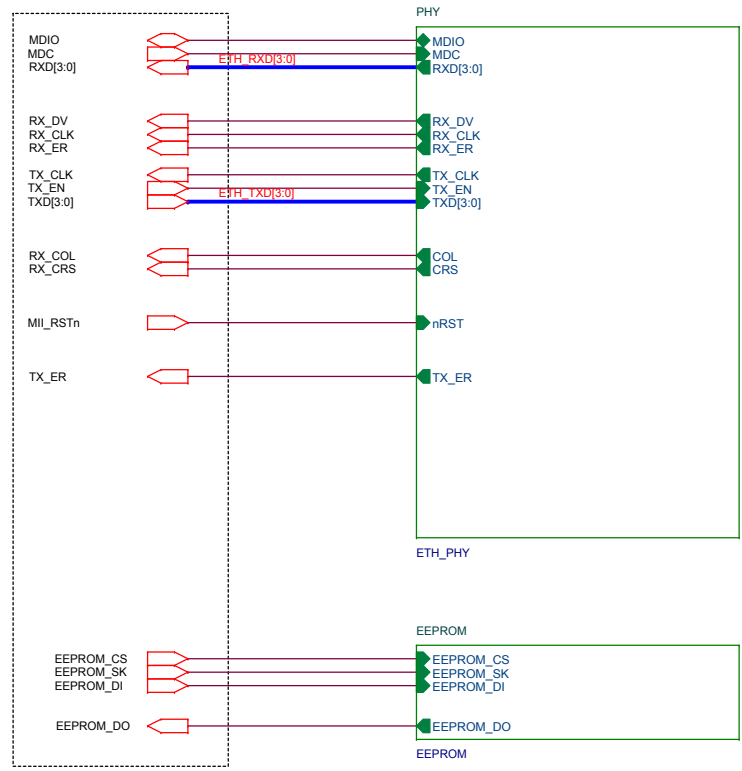 PHY
MDIO
MDC
RXD[3:0]
ETH_RXD[3:0]
MDIO
MDC
RXD[3:0]
RX_DV
RX_CLK
RX_ER
RX_DV
RX_CLK
RX_ER
TX_CLK
TX_EN
TXD[3:0]
ETH_TXD[3:0]
TX_CLK
TX_EN
TXD[3:0]
RX_COL
RX_CRS
COL
CRS
MII_RSTn
nRST
TX_ER
TX_ER
ETH_PHY
EEPROM
EEPROM_CS
EEPROM_SK
EEPROM_DI
EEPROM_CS
EEPROM_SK
EEPROM_DI
EEPROM_DO
EEPROM_DO
EEPROM